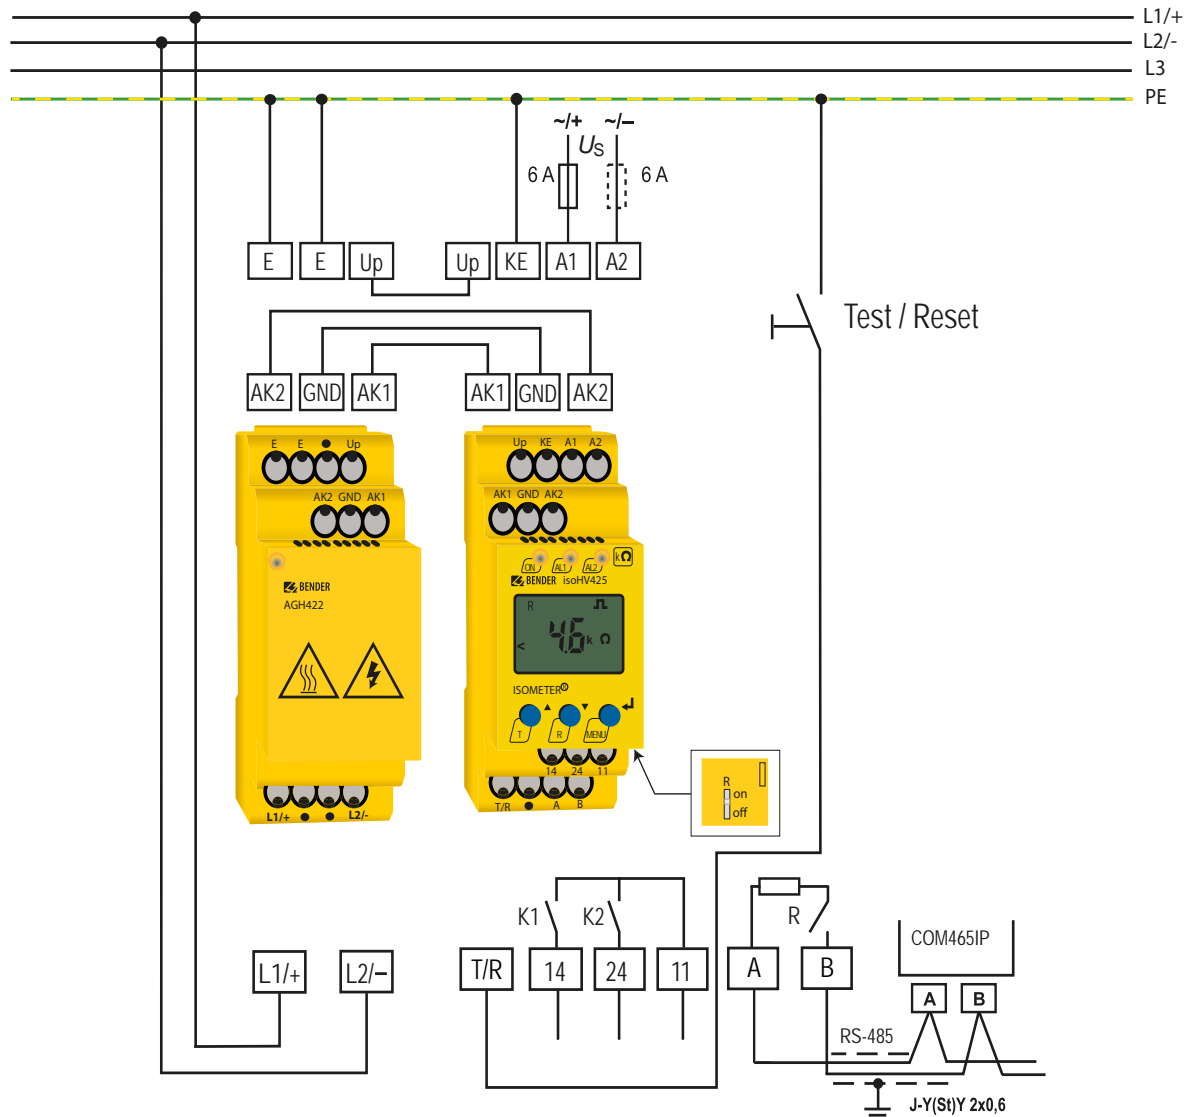 L1/+
L2/-
L3
PE
~/+ ~/–
US
6 A 6 A
E E Up Up KE A1 A2
Test / Reset
AK2 GND AK1 AK1 GND AK2
E E Up
AK2 GND AK1
BENDER
AGH422
L1/+ L2/-
Up KE A1 A2
AK1 GND AK2
ON AL1 AL2 kΩ
BENDER isoHV425
R
< 4.6 k Ω
ISOMETER®
T R MENU
14 24 11
T/R A B
R
on
off
K1 K2 R
COM465IP
L1/+ L2/– T/R 14 24 11 A B
A B
RS-485
J-Y(St)Y 2x0,6